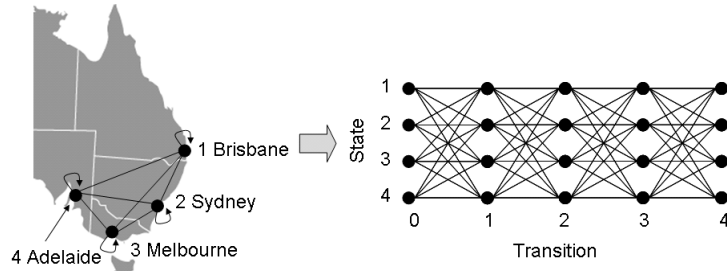 1 Brisbane
2 Sydney
3 Melbourne
4 Adelaide
State
1
2
3
4
0 1 2 3 4
Transition